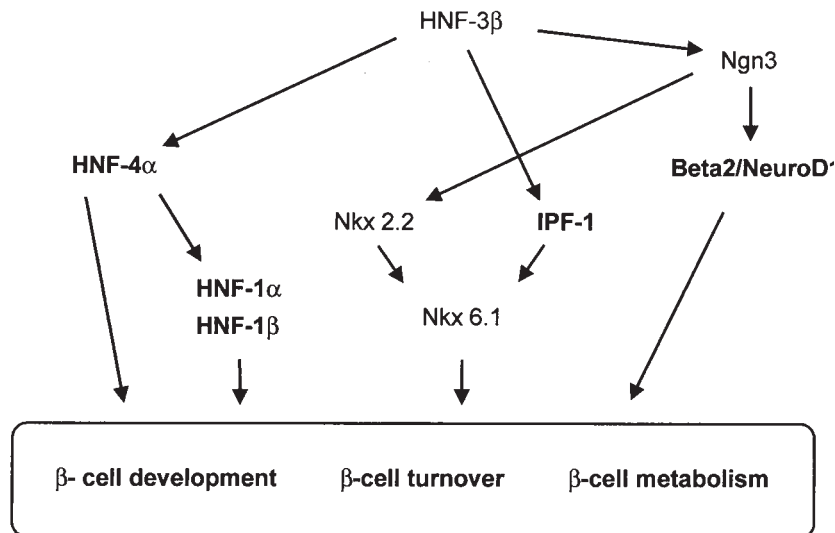 HNF-3β
Ngn3
HNF-4α
Beta2/NeuroD1
Nkx 2.2
IPF-1
HNF-1α
HNF-1β
Nkx 6.1
β- cell development
β-cell turnover
β-cell metabolism